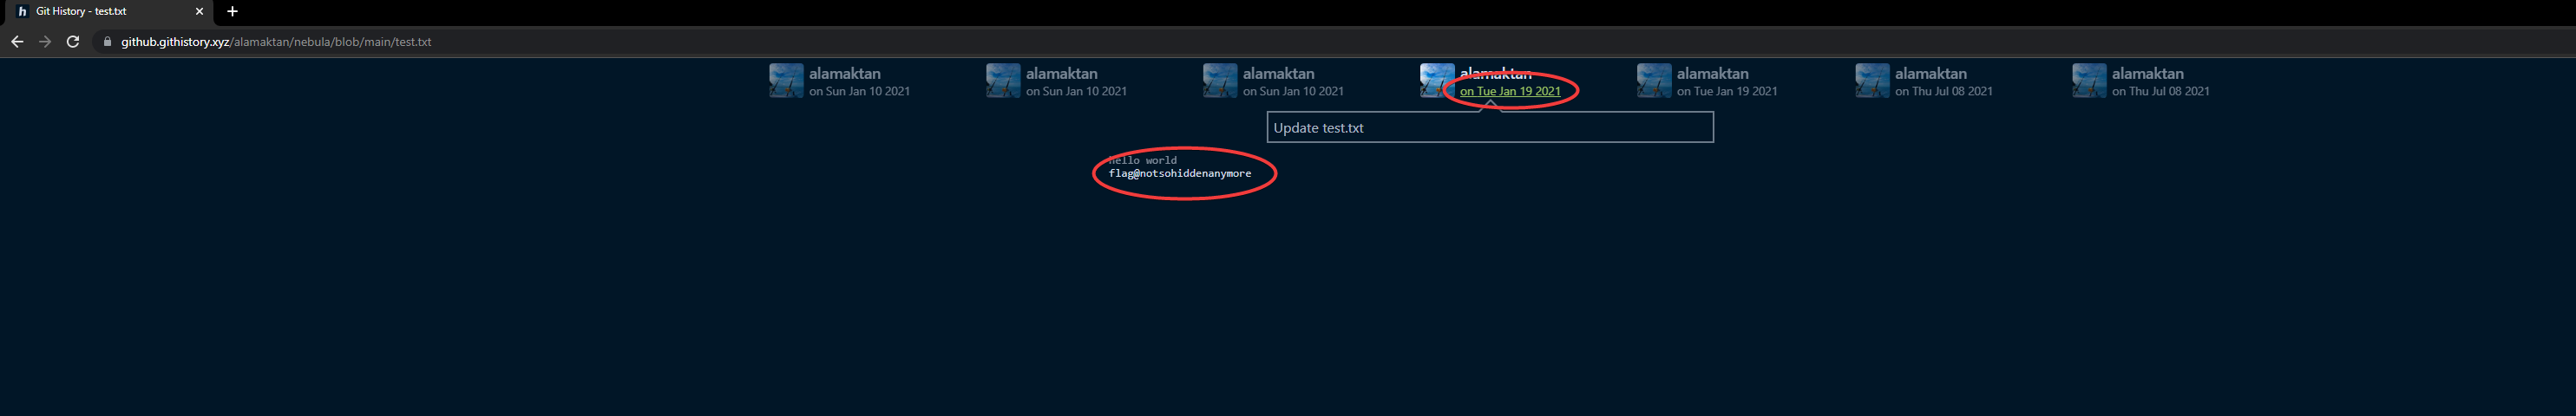 Git History - test.txt
github.githistory.xyz/alamaktan/nebula/blob/main/test.txt
alamaktan alamaktan alamaktan alamaktan alamaktan alamaktan alamaktan
on Sun Jan 10 2021 on Sun Jan 10 2021 on Sun Jan 10 2021 on Tue Jan 19 2021 on Tue Jan 19 2021 on Thu Jul 08 2021 on Thu Jul 08 2021
Update test.txt
hello world
flag@notsohiddenanymore